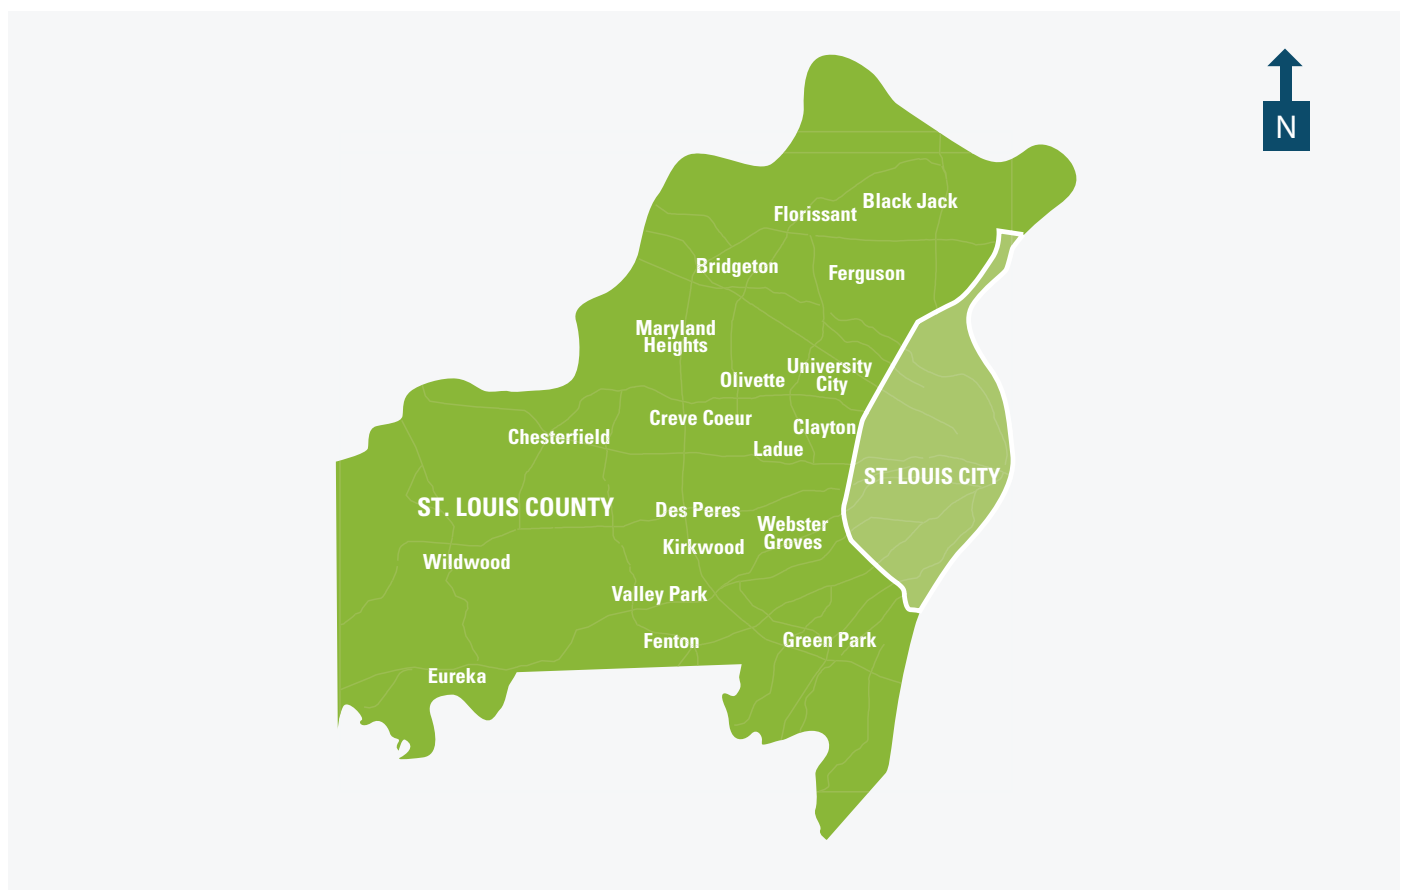 N
Black Jack
Florissant
Bridgeton
Ferguson
Maryland
Heights
University
City
Olivette
Creve Coeur
Clayton
Chesterfield
Ladue
ST. LOUIS CITY
ST. LOUIS COUNTY
Des Peres
Webster
Groves
Kirkwood
Wildwood
Valley Park
Fenton
Green Park
Eureka